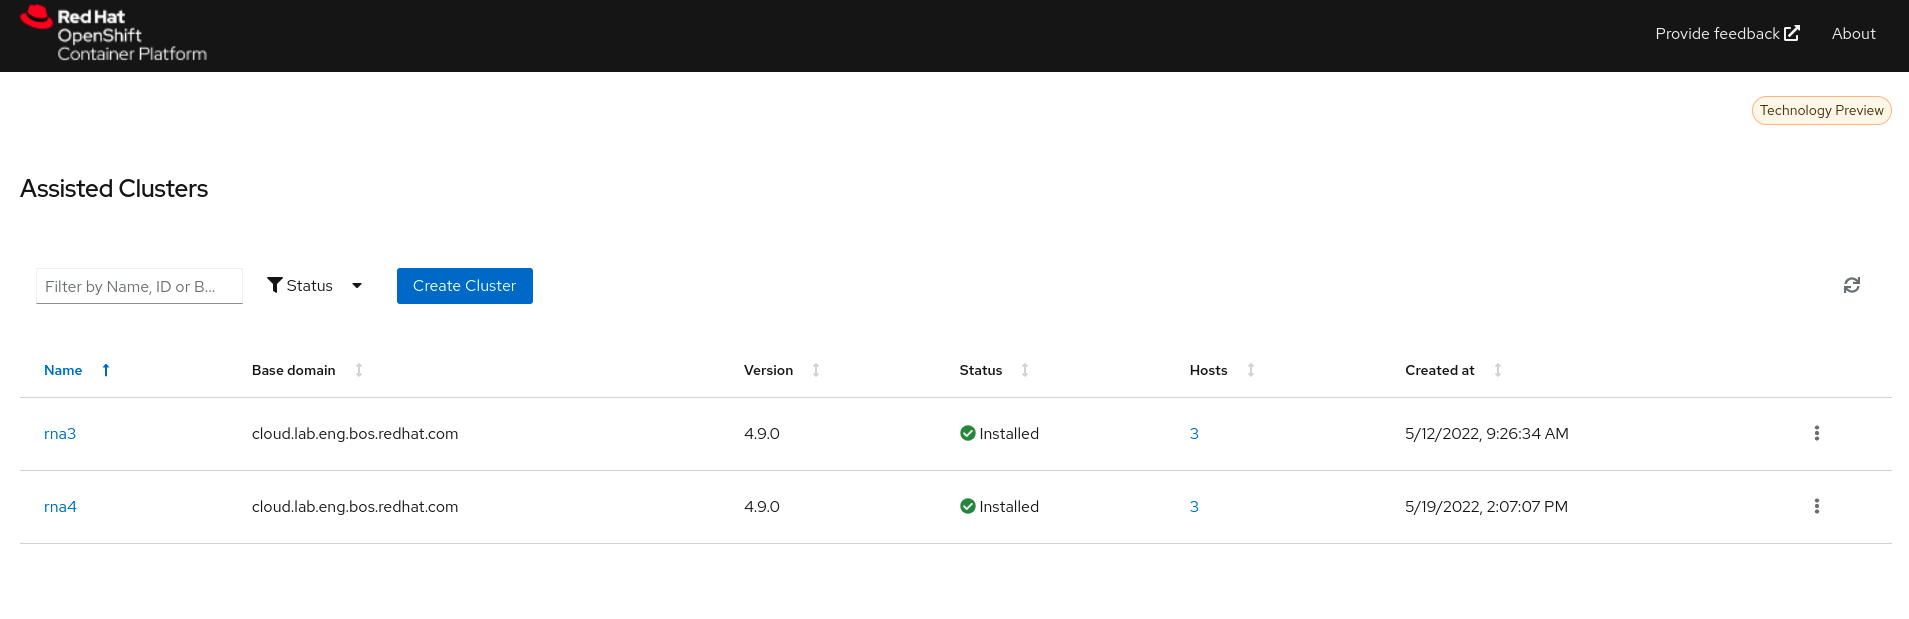 Red Hat
OpenShift
Container Platform
Provide feedback About
Technology Preview
Assisted Clusters
Filter by Name, ID or B... Status Create Cluster
Name Base domain Version Status Hosts Created at
rna3 cloud.lab.eng.bos.redhat.com 4.9.0 Installed 3 5/12/2022, 9:26:34 AM
rna4 cloud.lab.eng.bos.redhat.com 4.9.0 Installed 3 5/19/2022, 2:07:07 PM